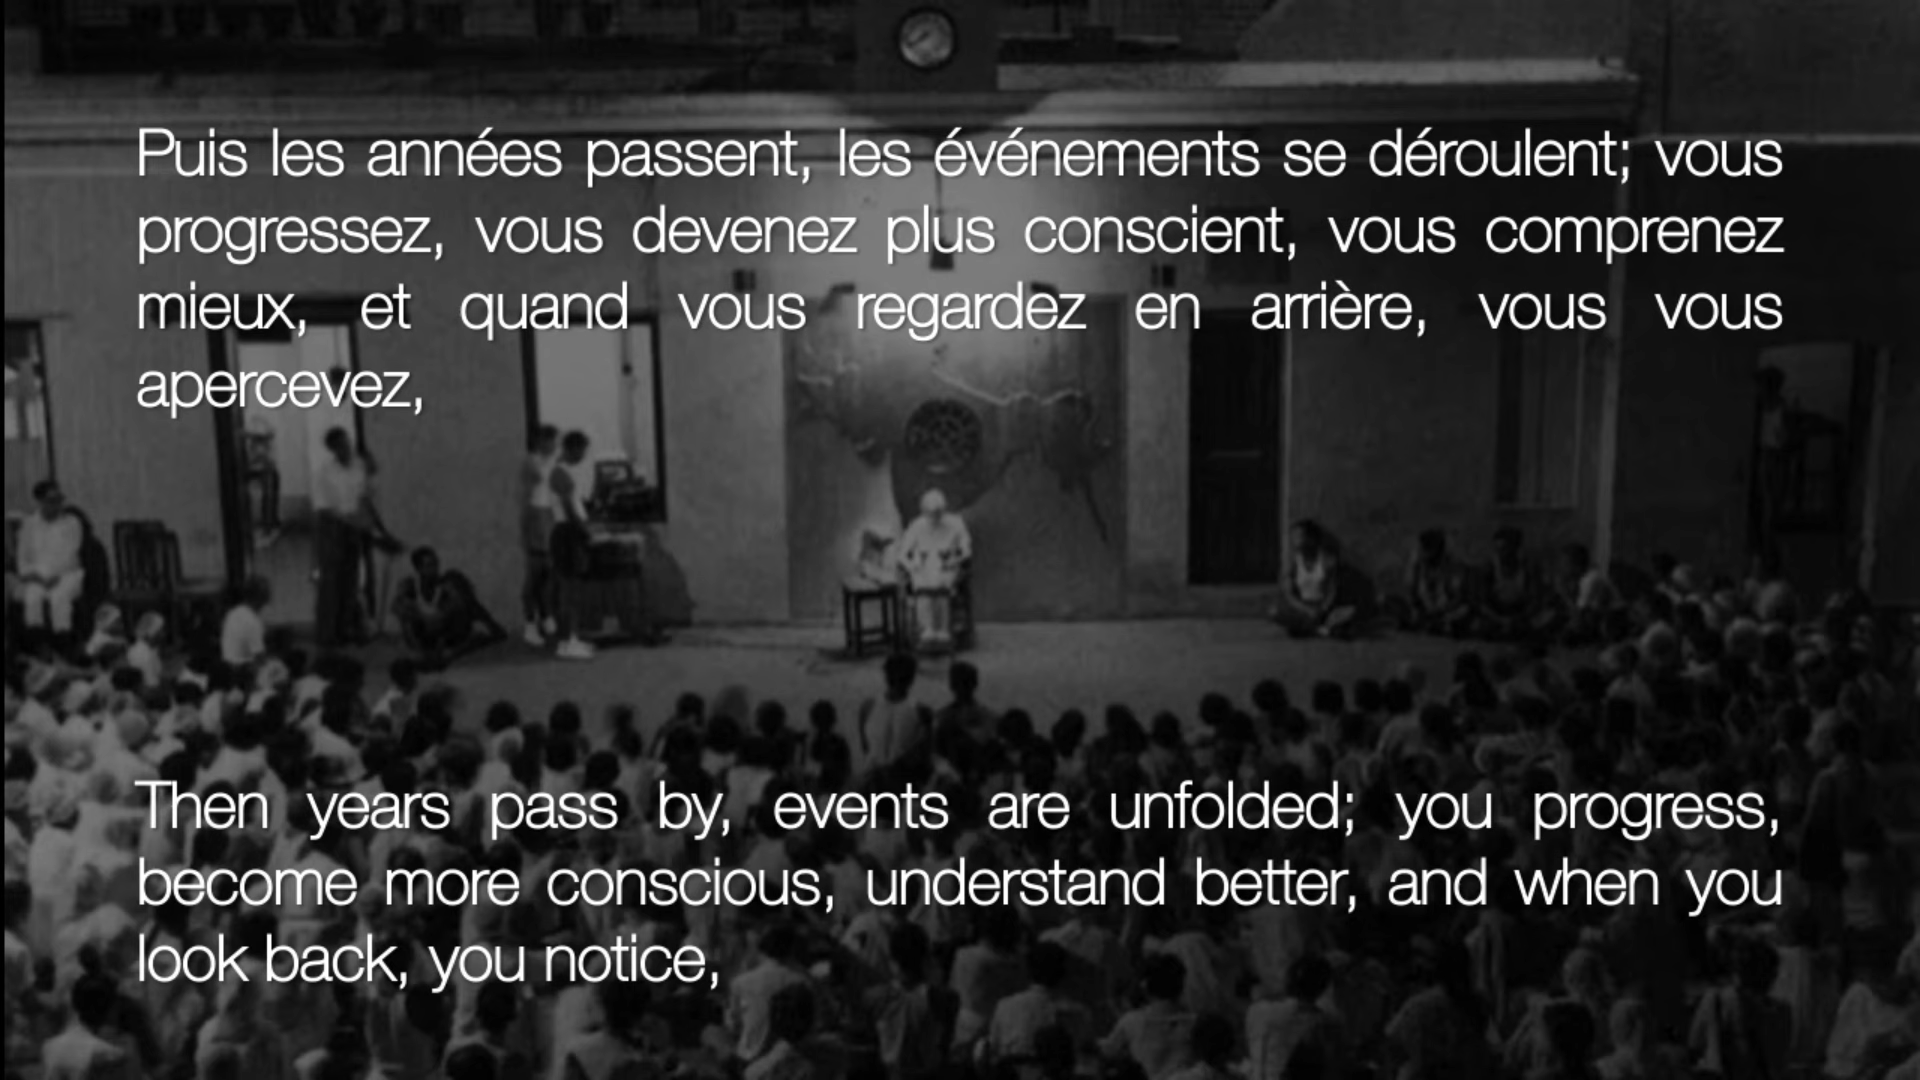 Puis les années passent, les événements se déroulent; vous
progressez, vous devenez plus conscient, vous comprenez
mieux, et quand vous regardez en arrière, vous vous
apercevez,
Then years pass by, events are unfolded; you progress,
become more conscious, understand better, and when you
look back, you notice,